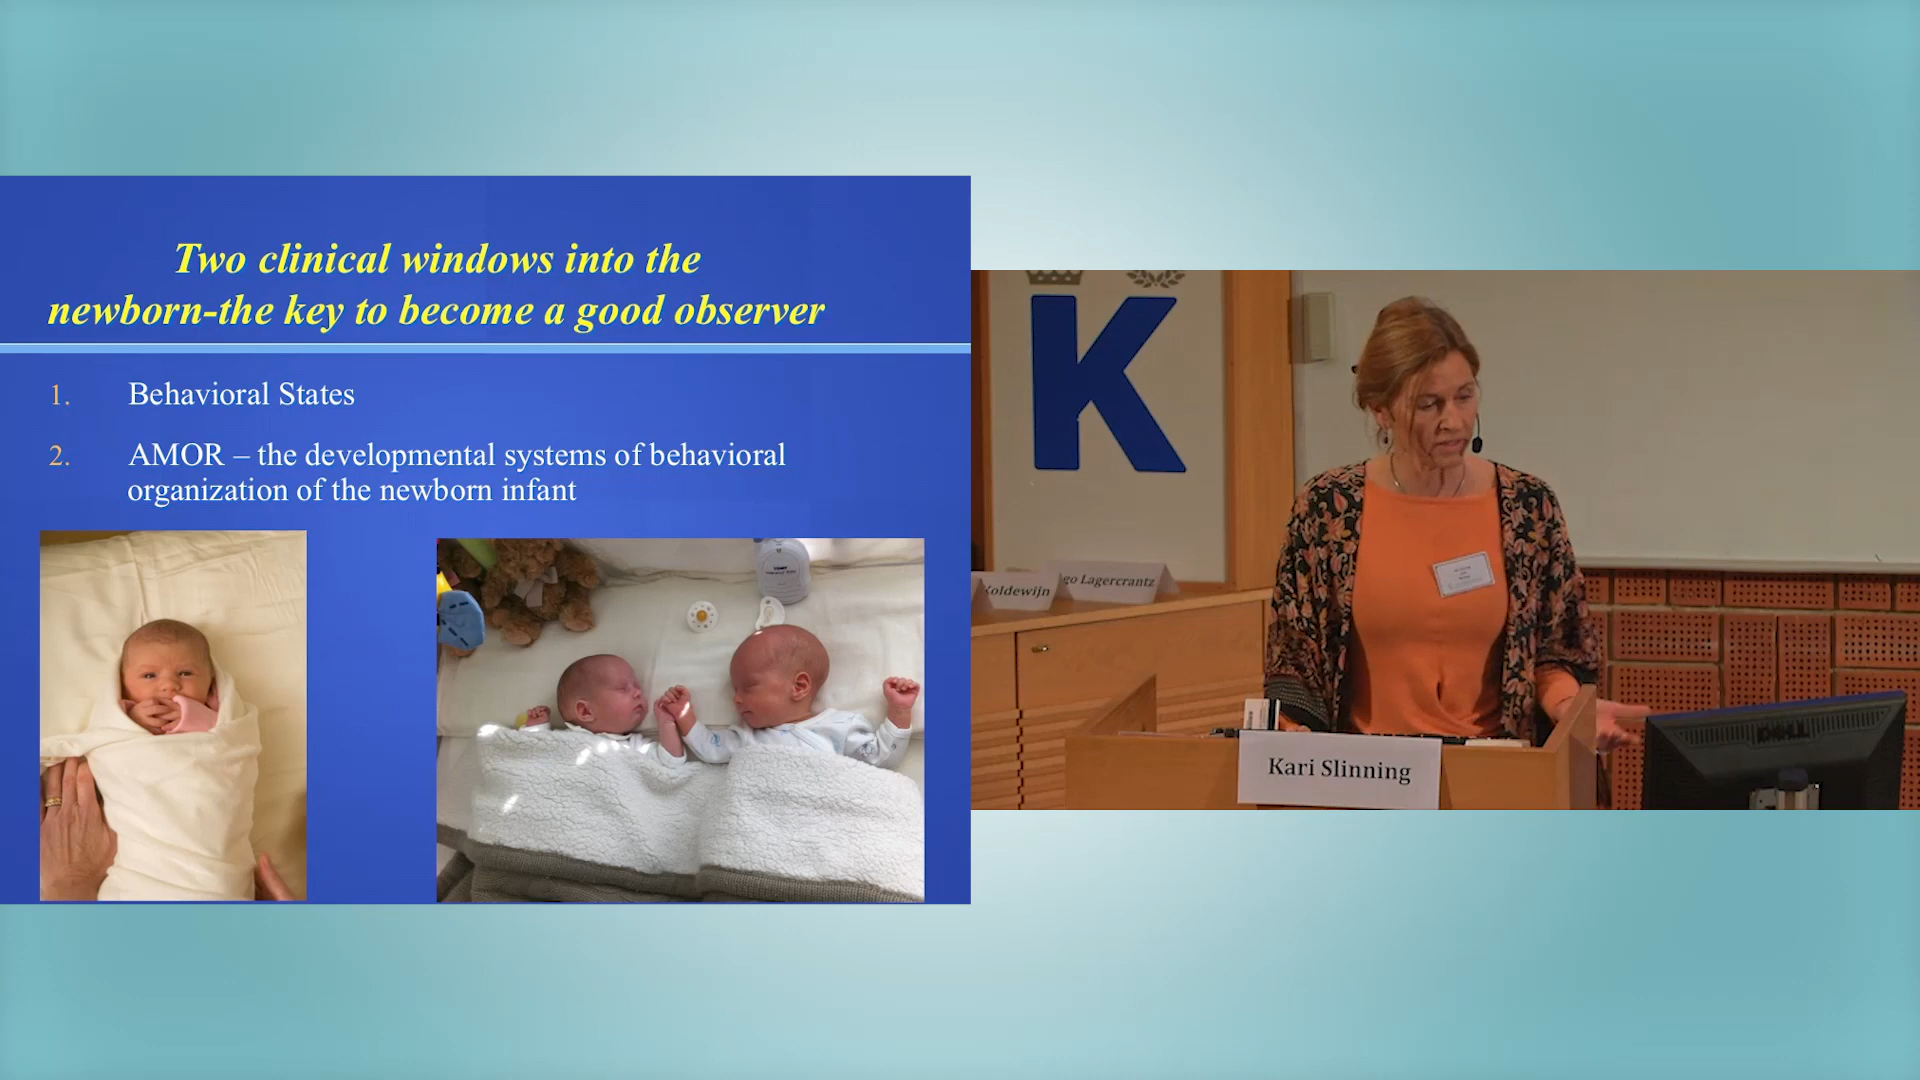 Two clinical windows into the
newborn-the key to become a good observer
1. Behavioral States
2. AMOR – the developmental systems of behavioral
organization of the newborn infant
K
Koldewijn
go Lagercrantz
Kari Slinning
DELL